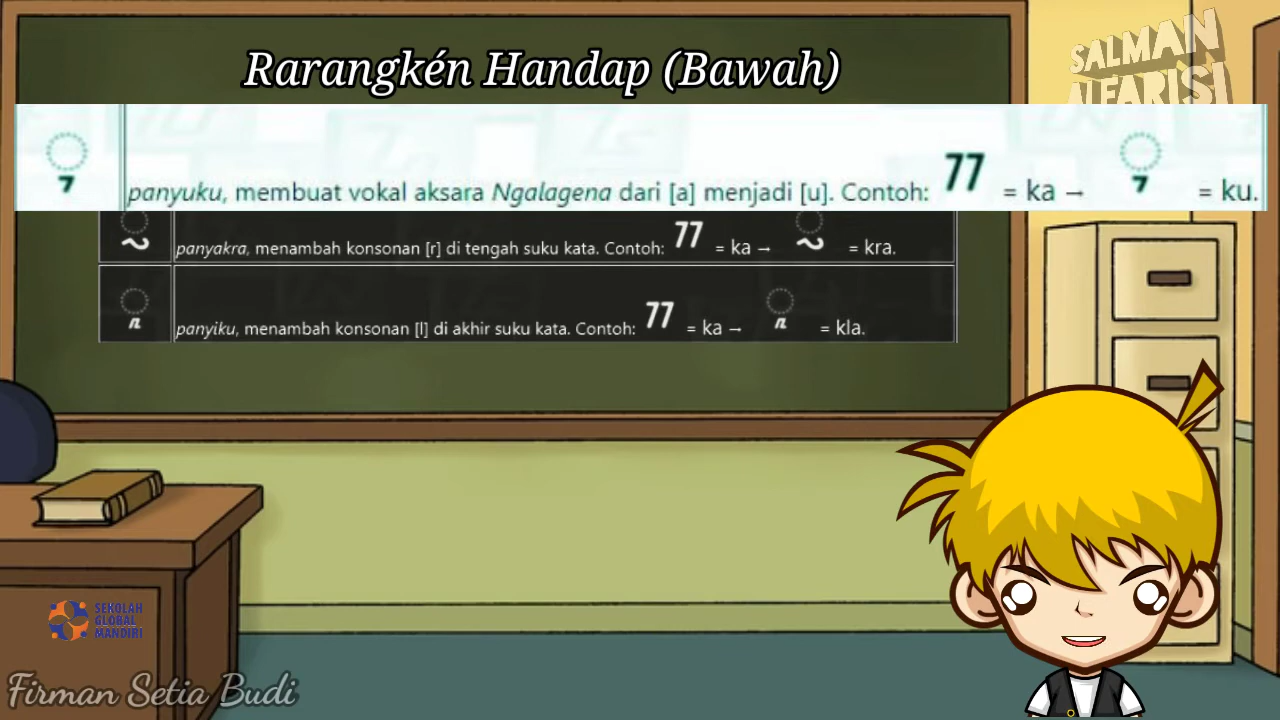 Rarangkén Handap (Bawah)
SALMAN
ALFARISI
panyuku, membuat vokal aksara Ngalagena dari [a] menjadi [u]. Contoh: ᮊ = ka → ᮥ = ku.
panyakra, menambah konsonan [r] di tengah suku kata. Contoh: ᮊ = ka → ᮢ = kra.
panyiku, menambah konsonan [l] di akhir suku kata. Contoh: ᮊ = ka → ᮣ = kla.
SEKOLAH
GLOBAL
MANDIRI
Firman Setia Budi